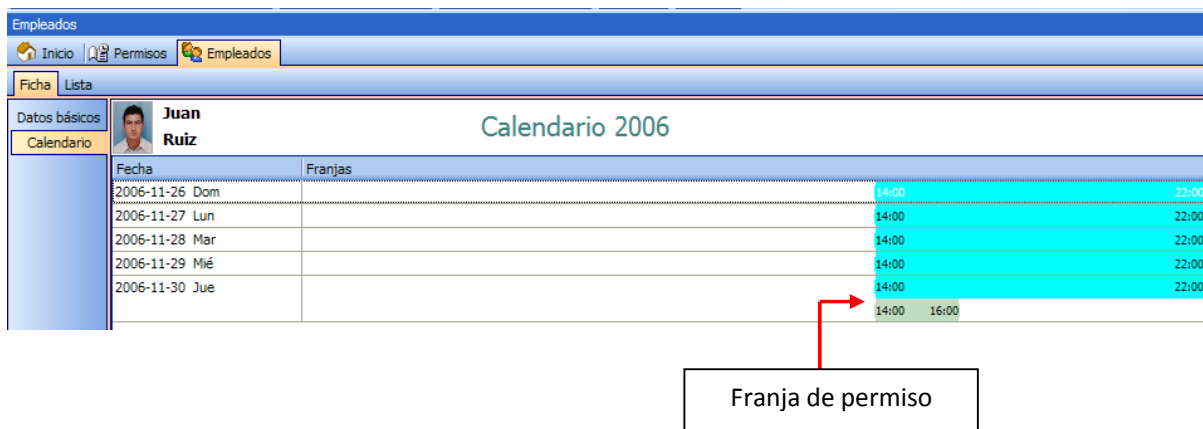 Empleados
Inicio Permisos Empleados
Ficha Lista
Datos básicos
Calendario
Juan
Ruiz
Calendario 2006
Fecha Franjas
2006-11-26 Dom 14:00 22:00
2006-11-27 Lun 14:00 22:00
2006-11-28 Mar 14:00 22:00
2006-11-29 Mié 14:00 22:00
2006-11-30 Jue 14:00 22:00
14:00 16:00
Franja de permiso